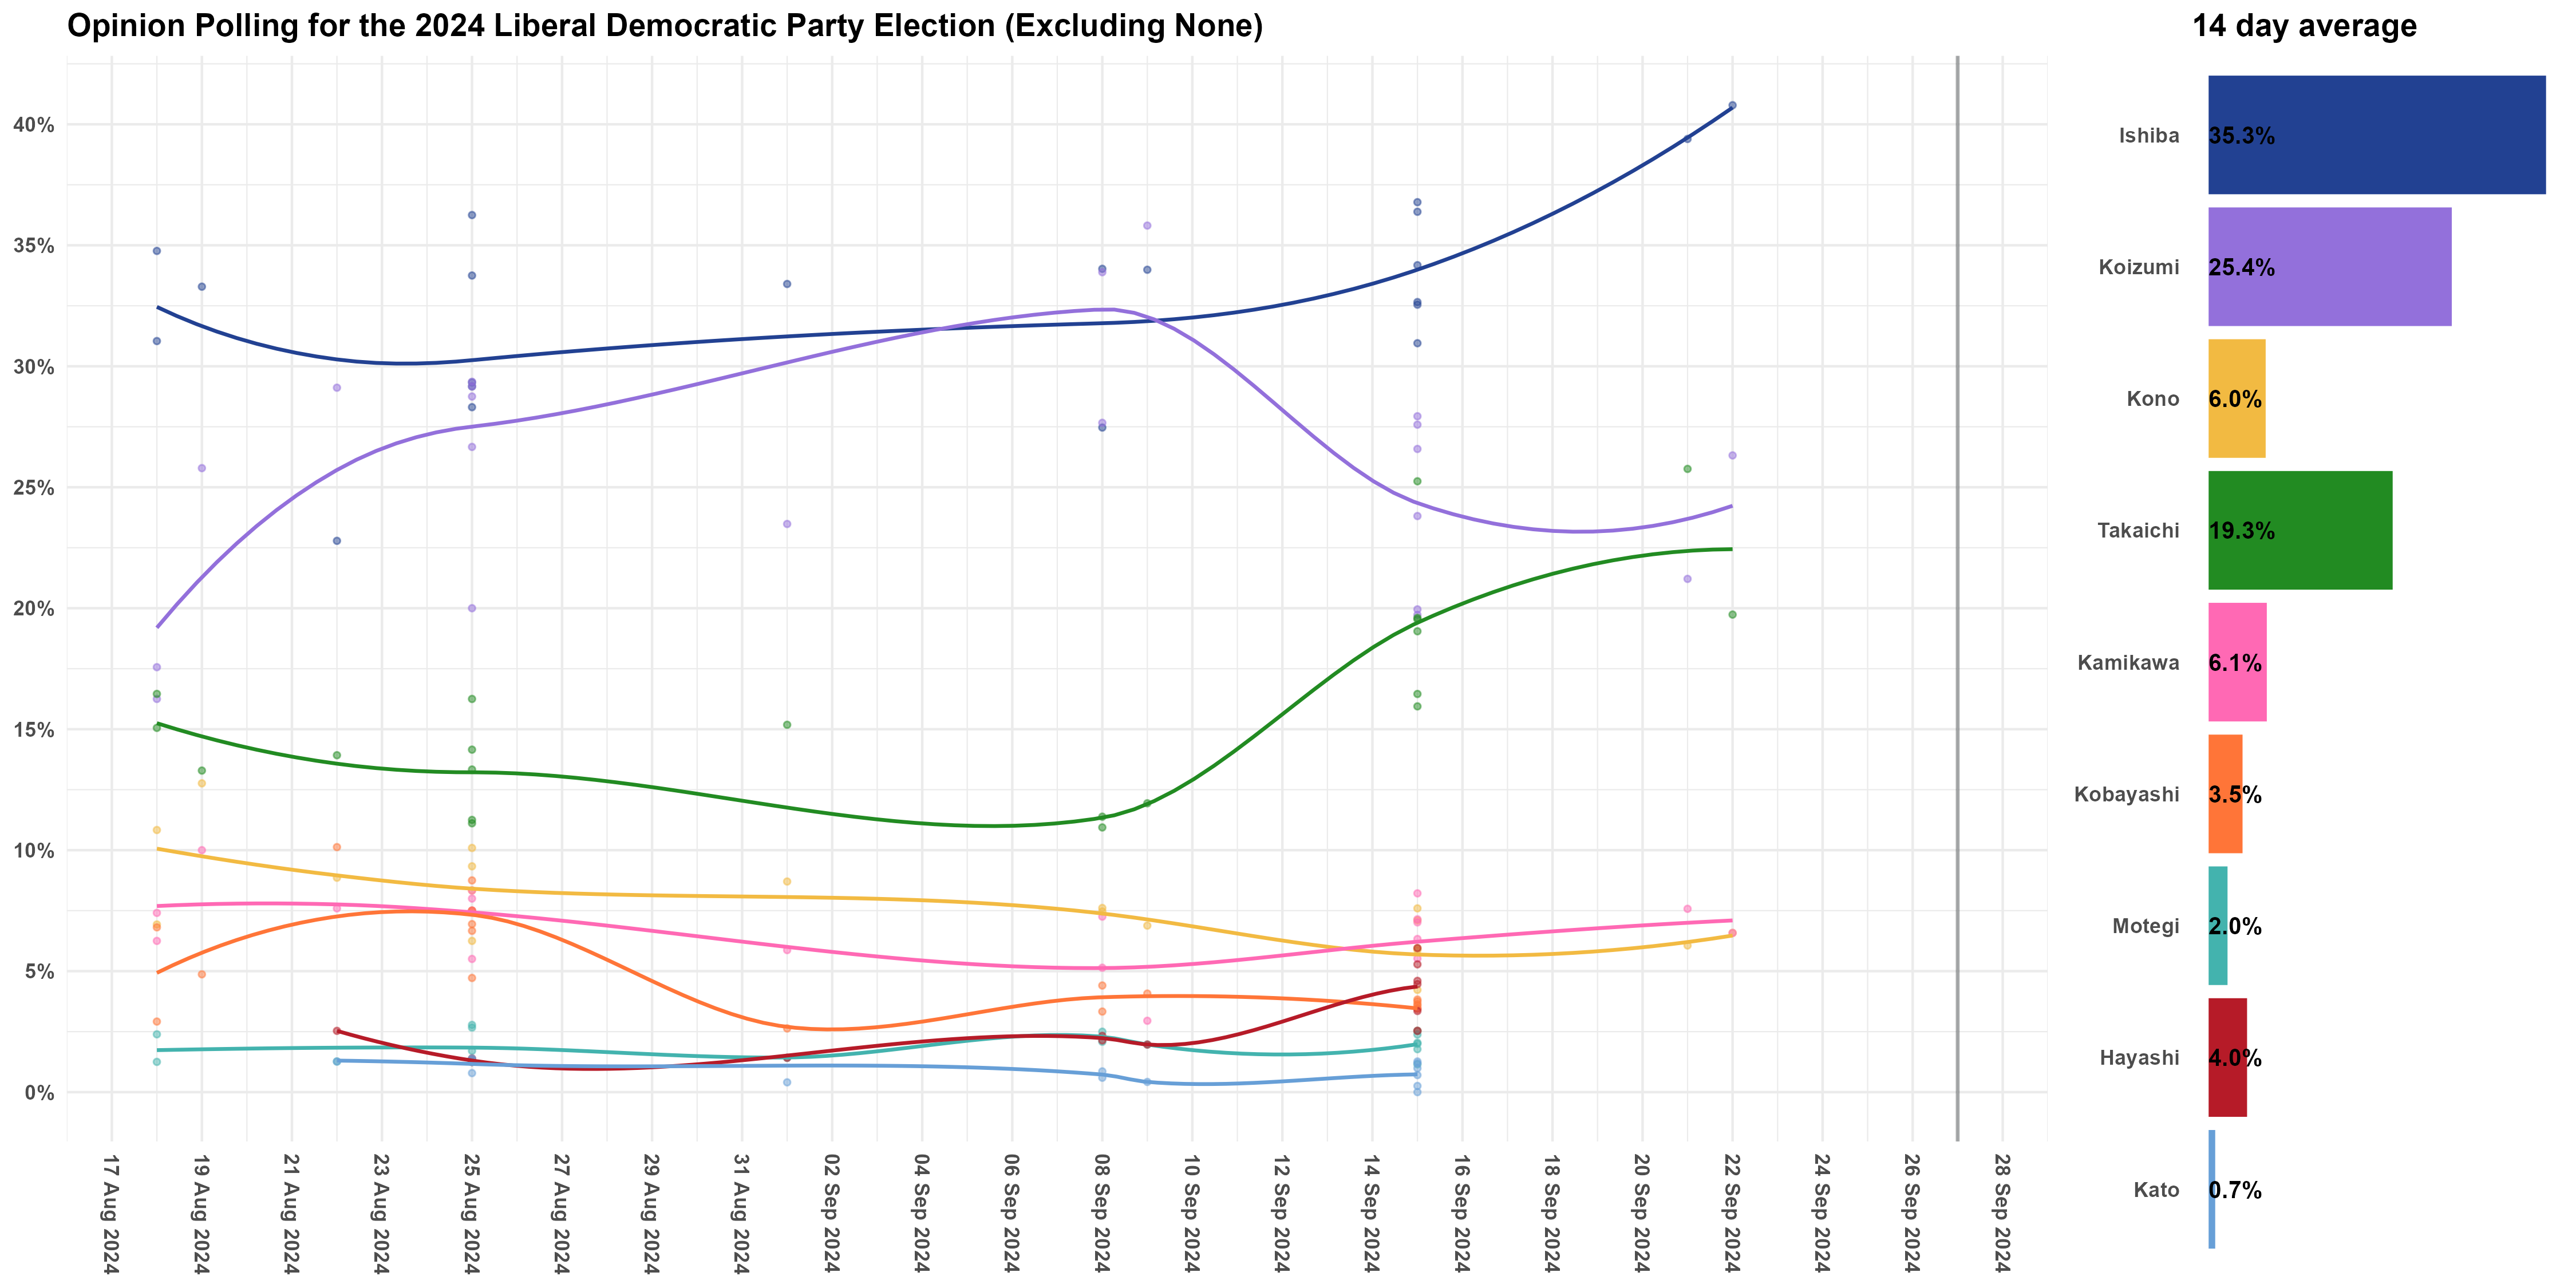 Opinion Polling for the 2024 Liberal Democratic Party Election (Excluding None)
40%
35%
30%
25%
20%
15%
10%
5%
0%
17 Aug 2024
19 Aug 2024
21 Aug 2024
23 Aug 2024
25 Aug 2024
27 Aug 2024
29 Aug 2024
31 Aug 2024
02 Sep 2024
04 Sep 2024
06 Sep 2024
08 Sep 2024
10 Sep 2024
12 Sep 2024
14 Sep 2024
16 Sep 2024
18 Sep 2024
20 Sep 2024
22 Sep 2024
24 Sep 2024
26 Sep 2024
28 Sep 2024
14 day average
Ishiba 35.3%
Koizumi 25.4%
Kono 6.0%
Takaichi 19.3%
Kamikawa 6.1%
Kobayashi 3.5%
Motegi 2.0%
Hayashi 4.0%
Kato 0.7%